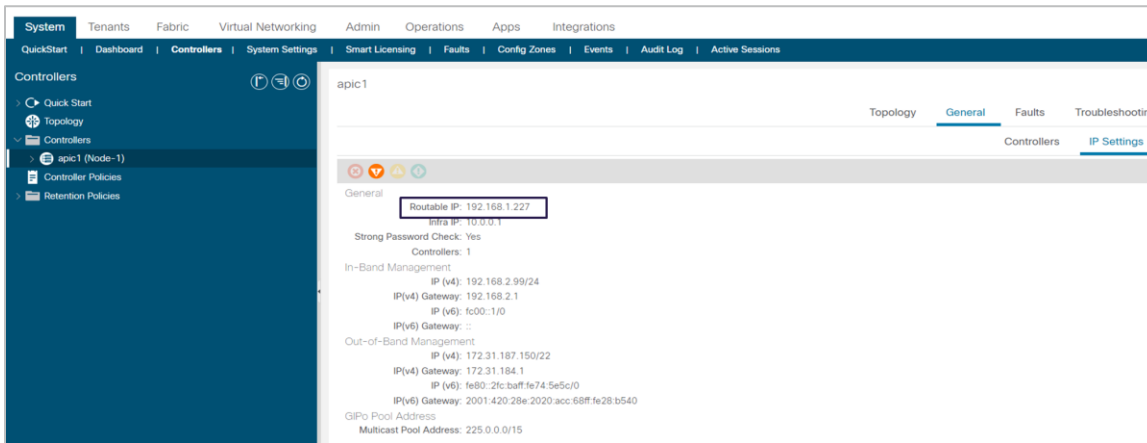 System Tenants Fabric Virtual Networking Admin Operations Apps Integrations
QuickStart | Dashboard | Controllers | System Settings | Smart Licensing | Faults | Config Zones | Events | Audit Log | Active Sessions
Controllers
Quick Start
Topology
Controllers
apic1 (Node-1)
Controller Policies
Retention Policies
apic1
Topology General Faults Troubleshootin
Controllers IP Settings
General
Routable IP: 192.168.1.227
Infra IP: 10.0.0.1
Strong Password Check: Yes
Controllers: 1
In-Band Management
IP (v4): 192.168.2.99/24
IP(v4) Gateway: 192.168.2.1
IP (v6): fc00::1/0
IP(v6) Gateway: ::
Out-of-Band Management
IP (v4): 172.31.187.150/22
IP(v4) Gateway: 172.31.184.1
IP (v6): fe80::2fc:baff:fe74:5e5c/0
IP(v6) Gateway: 2001:420:28e:2020:acc:68ff:fe28:b540
GIPo Pool Address
Multicast Pool Address: 225.0.0.0/15